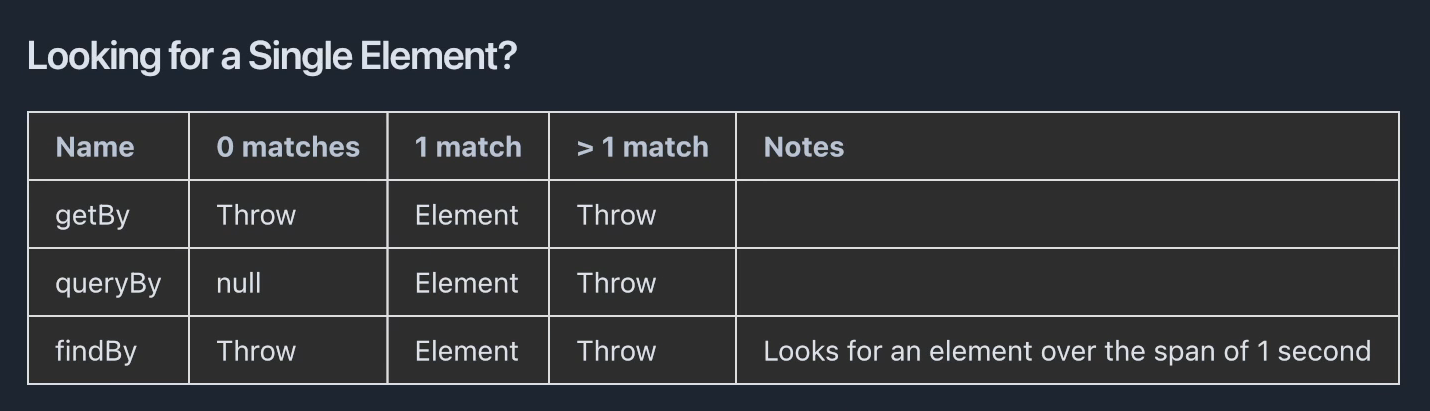 Looking for a Single Element?
Name 0 matches 1 match > 1 match Notes
getBy Throw Element Throw
queryBy null Element Throw
findBy Throw Element Throw Looks for an element over the span of 1 second